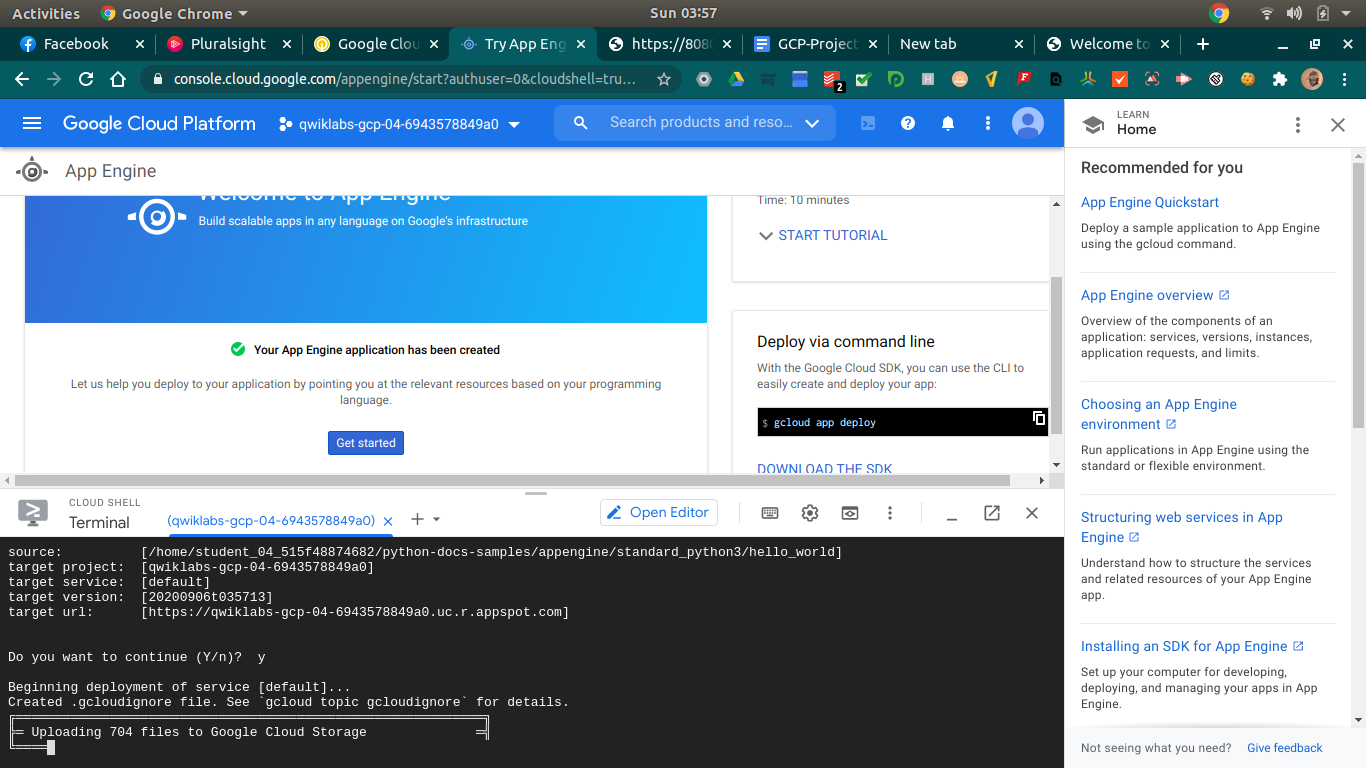 Activities
Google Chrome
Sun 03:57
Facebook
Pluralsight
Google Clou
Try App Eng
https://808
GCP-Project
New tab
Welcome to
console.cloud.google.com/appengine/start?authuser=0&cloudshell=tru…
2
Google Cloud Platform
qwiklabs-gcp-04-6943578849a0
Search products and reso...
LEARN
Home
App Engine
Welcome to App Engine
Build scalable apps in any language on Google's infrastructure
Your App Engine application has been created
Let us help you deploy to your application by pointing you at the relevant resources based on your programming
language.
Get started
Time: 10 minutes
START TUTORIAL
Deploy via command line
With the Google Cloud SDK, you can use the CLI to
easily create and deploy your app:
$ gcloud app deploy
DOWNLOAD THE SDK
Recommended for you
App Engine Quickstart
Deploy a sample application to App Engine
using the gcloud command.
App Engine overview
Overview of the components of an
application: services, versions, instances,
application requests, and limits.
Choosing an App Engine
environment
Run applications in App Engine using the
standard or flexible environment.
Structuring web services in App
Engine
Understand how to structure the services
and related resources of your App Engine
app.
Installing an SDK for App Engine
Set up your computer for developing,
deploying, and managing your apps in App
Engine.
Not seeing what you need? Give feedback
CLOUD SHELL
Terminal
(qwiklabs-gcp-04-6943578849a0)
Open Editor
source: [/home/student_04_515f48874682/python-docs-samples/appengine/standard_python3/hello_world]
target project: [qwiklabs-gcp-04-6943578849a0]
target service: [default]
target version: [20200906t035713]
target url: [https://qwiklabs-gcp-04-6943578849a0.uc.r.appspot.com]
Do you want to continue (Y/n)? y
Beginning deployment of service [default]...
Created .gcloudignore file. See `gcloud topic gcloudignore` for details.
Uploading 704 files to Google Cloud Storage